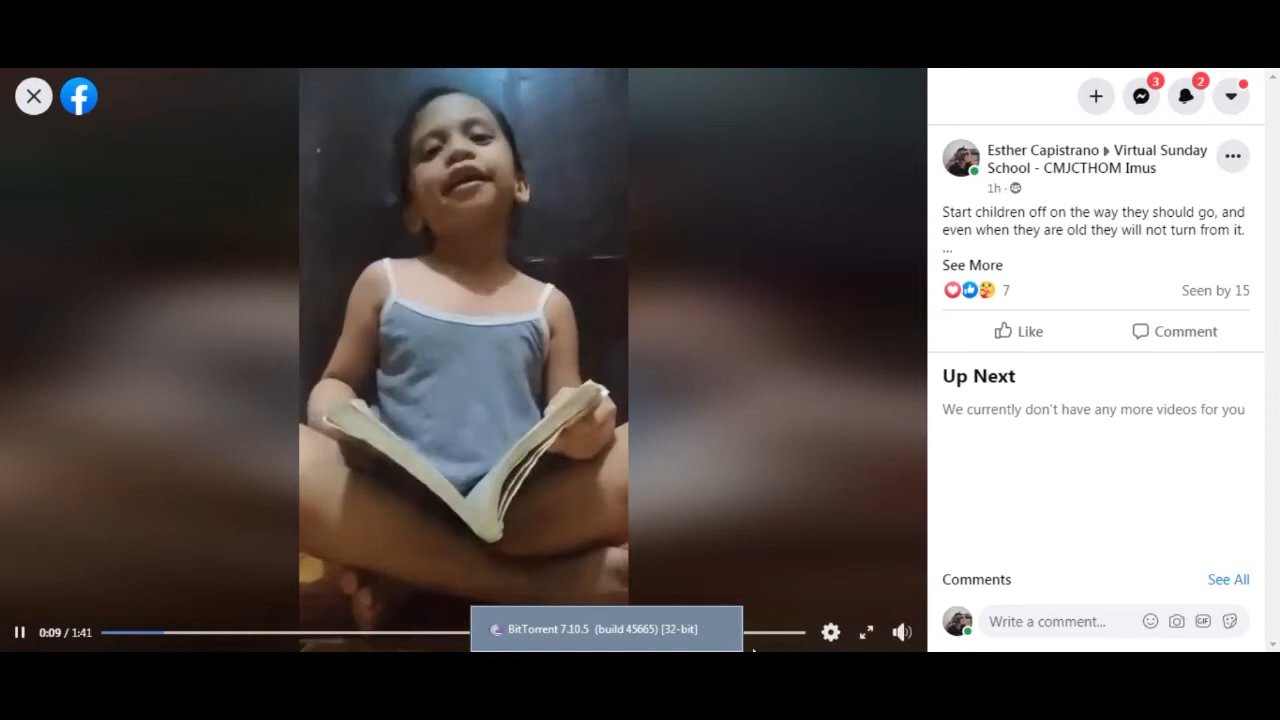 3
2
Esther Capistrano ▸ Virtual Sunday
School - CMJCTHOM Imus
1h ·
Start children off on the way they should go, and
even when they are old they will not turn from it.
...
See More
7
Seen by 15
Like
Comment
Up Next
We currently don't have any more videos for you
Comments
See All
0:09 / 1:41
BitTorrent 7.10.5 (build 45665) [32-bit]
Write a comment...
GIF